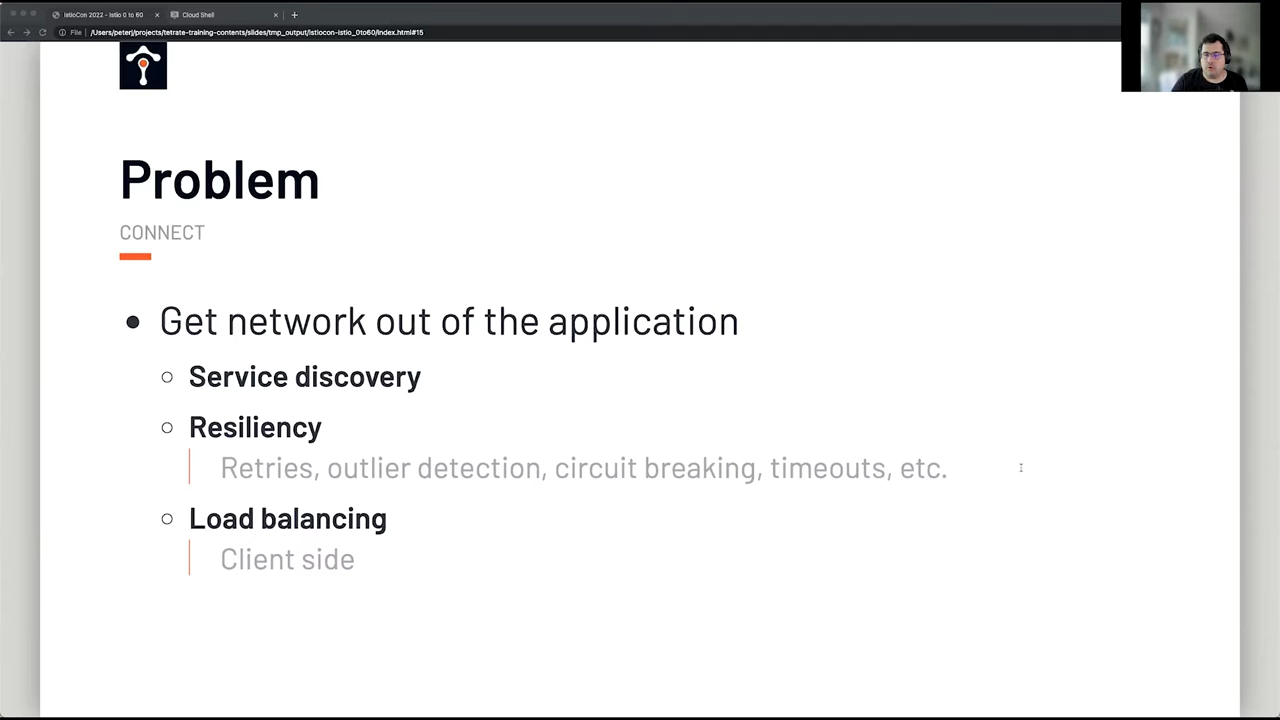 IstioCon 2022 - Istio 0 to 60
Cloud Shell
File
/Users/peterj/projects/tetrate-training-contents/slides/tmp_output/istiocon-istio_0to60/index.html#15
Problem
CONNECT
Get network out of the application
Service discovery
Resiliency
Retries, outlier detection, circuit breaking, timeouts, etc.
Load balancing
Client side